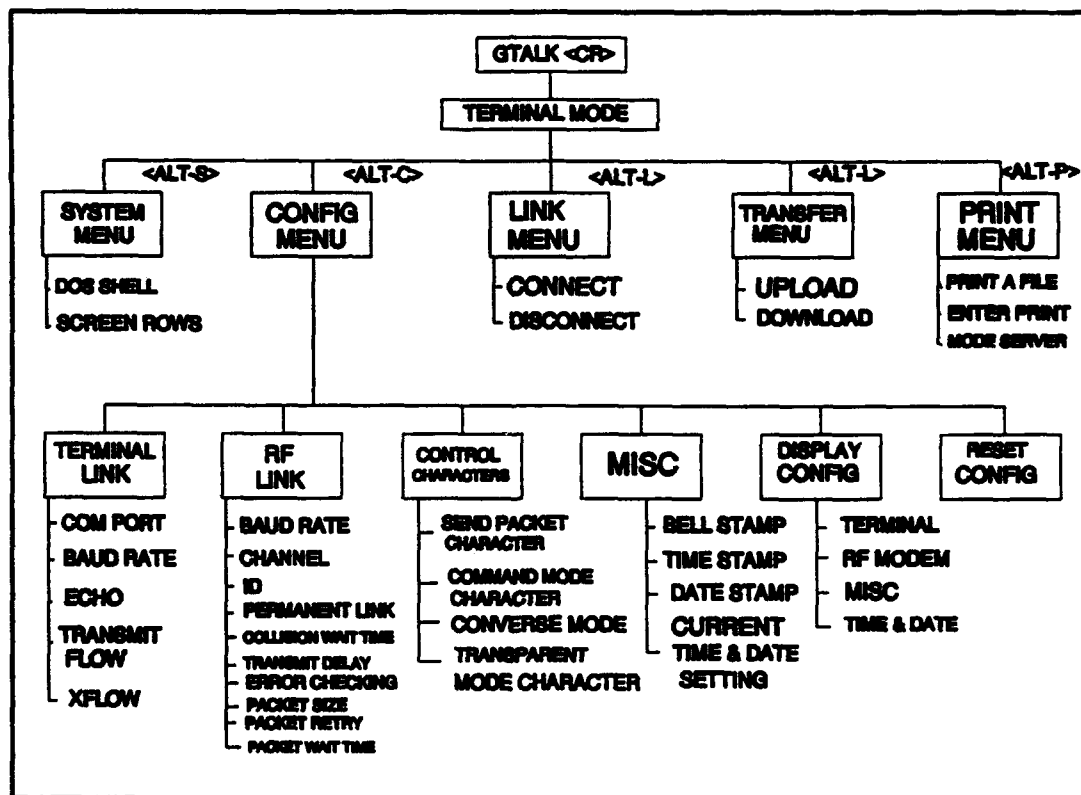 GTALK <CR>
TERMINAL MODE
<ALT-S>
<ALT-C>
<ALT-L>
<ALT-L>
<ALT-P>
SYSTEM
MENU
DOS SHELL
SCREEN ROWS
CONFIG
MENU
LINK
MENU
CONNECT
DISCONNECT
TRANSFER
MENU
UPLOAD
DOWNLOAD
PRINT
MENU
PRINT A FILE
ENTER PRINT
MODE SERVER
TERMINAL
LINK
COM PORT
BAUD RATE
ECHO
TRANSMIT
FLOW
XFLOW
RF
LINK
BAUD RATE
CHANNEL
ID
PERMANENT LINK
COLLISION WAIT TIME
TRANSMIT DELAY
ERROR CHECKING
PACKET SIZE
PACKET RETRY
PACKET WAIT TIME
CONTROL
CHARACTERS
SEND PACKET
CHARACTER
COMMAND MODE
CHARACTER
CONVERSE MODE
TRANSPARENT
MODE CHARACTER
MISC
BELL STAMP
TIME STAMP
DATE STAMP
CURRENT
TIME & DATE
SETTING
DISPLAY
CONFIG
TERMINAL
RF MODEM
MISC
TIME & DATE
RESET
CONFIG